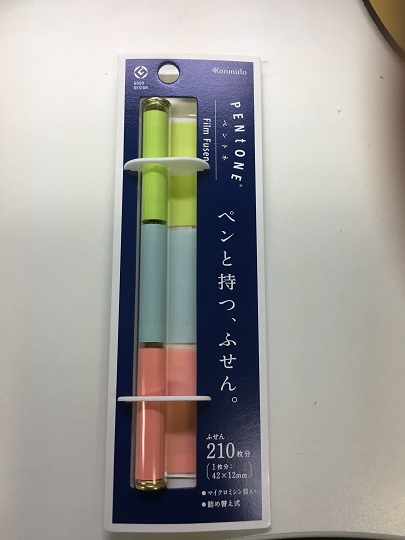 GOOD DESIGN
Kanmido
PENtONE
ペントネ
Film Fusen
ペンと持つ、ふせん。
ふせん
210枚分
1枚分:
42×12mm
●マイクロミシン目入り
●詰め替え式